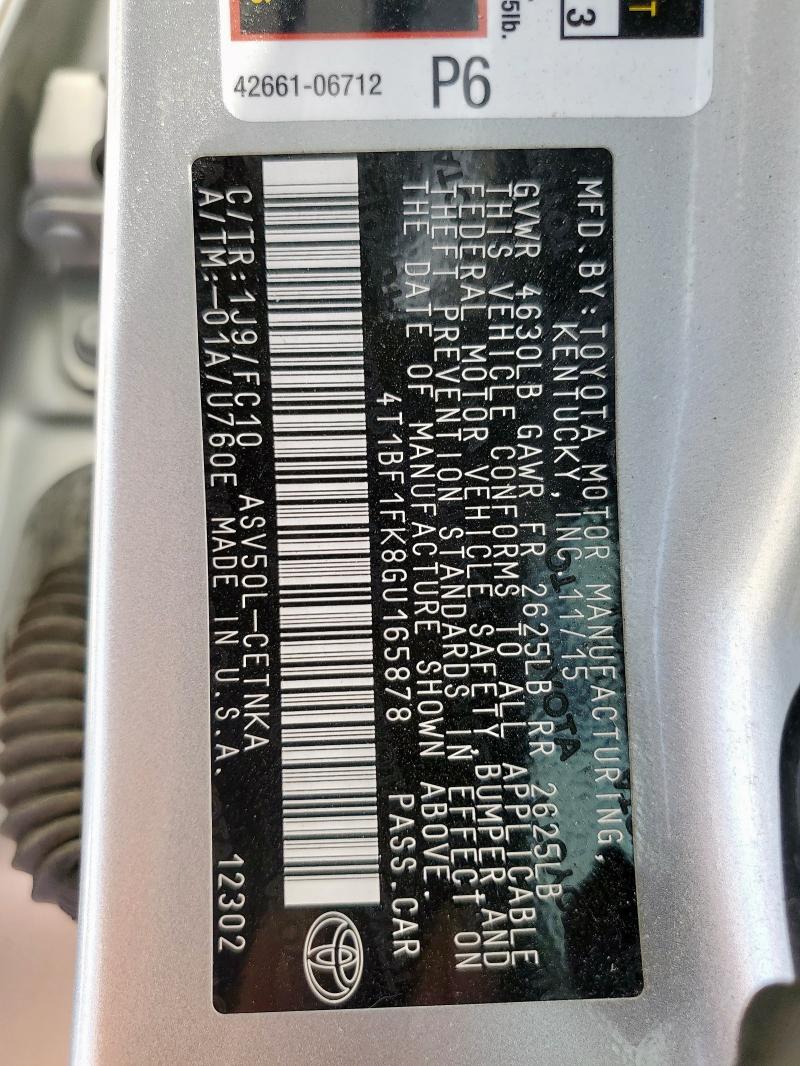 5lb.
3
T
42661-06712
P6
MFD. BY:TOYOTA MOTOR MANUFACTURING,
KENTUCKY, INC 11/15
GVWR 4630LB GAWR FR 2625LB RR 2625LB
THIS VEHICLE CONFORMS TO ALL APPLICABLE
FEDERAL MOTOR VEHICLE SAFETY, BUMPER AND
THEFT PREVENTION STANDARDS IN EFFECT ON
THE DATE OF MANUFACTURE SHOWN ABOVE.
4T1BF1FK8GU165878 PASS.CAR
C/TR:1J9/FC10 ASV50L-CETNKA
A/TM:-01A/U760E MADE IN U.S.A. 12302